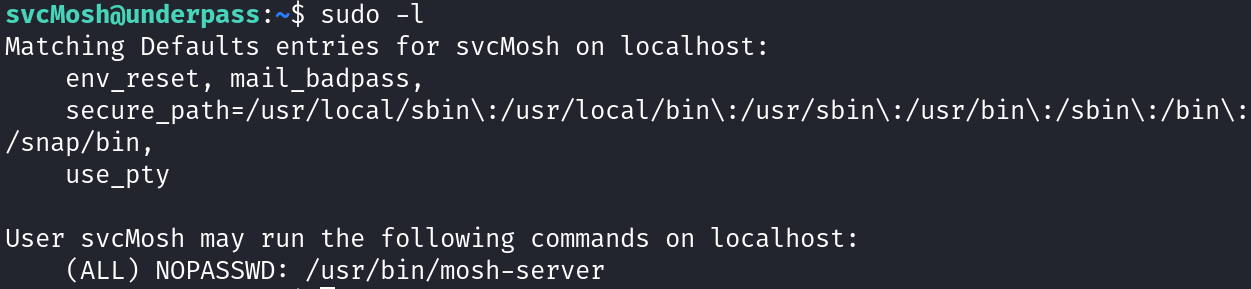 svcMosh@underpass:~$ sudo -l
Matching Defaults entries for svcMosh on localhost:
    env_reset, mail_badpass,
    secure_path=/usr/local/sbin\:/usr/local/bin\:/usr/sbin\:/usr/bin\:/sbin\:/bin\:
/snap/bin,
    use_pty

User svcMosh may run the following commands on localhost:
    (ALL) NOPASSWD: /usr/bin/mosh-server